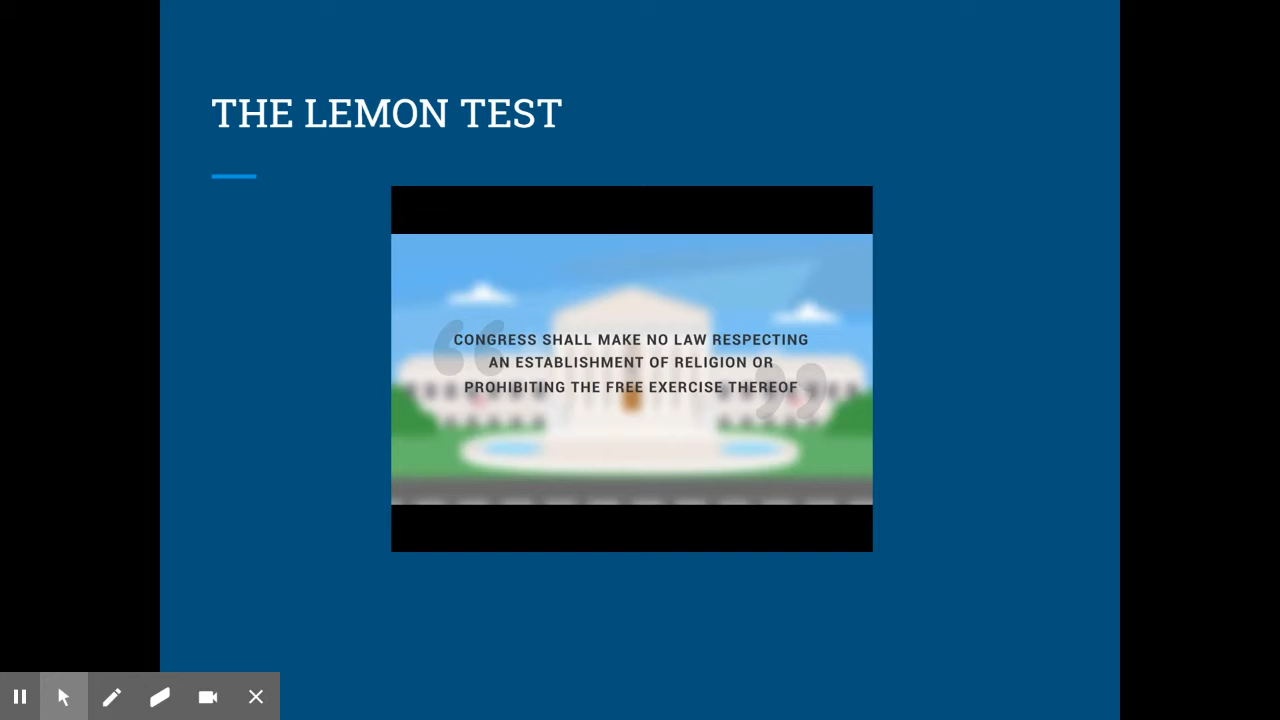 THE LEMON TEST
CONGRESS SHALL MAKE NO LAW RESPECTING
AN ESTABLISHMENT OF RELIGION OR
PROHIBITING THE FREE EXERCISE THEREOF